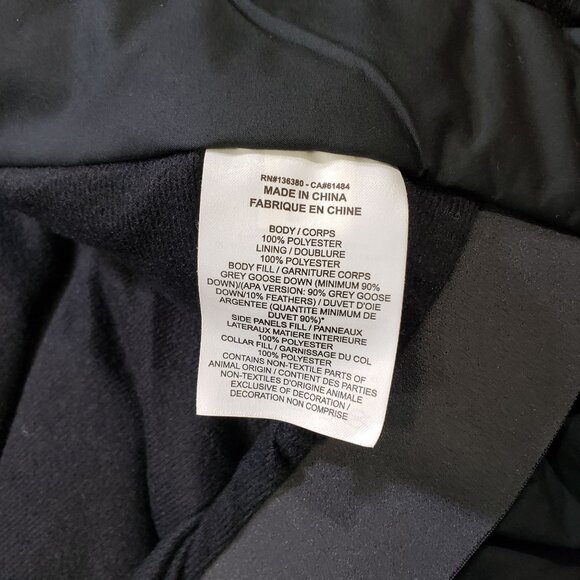 RN#136380 - CA#61484
MADE IN CHINA
FABRIQUE EN CHINE
BODY / CORPS
100% POLYESTER
LINING / DOUBLURE
100% POLYESTER
BODY FILL / GARNITURE CORPS
GREY GOOSE DOWN (MINIMUM 90%
DOWN)/(APA VERSION: 90% GREY GOOSE
DOWN/10% FEATHERS) / DUVET D'OIE
ARGENTEE (QUANTITE MINIMUM DE
DUVET 90%)*
SIDE PANELS FILL / PANNEAUX
LATERAUX MATIERE INTERIEURE
100% POLYESTER
COLLAR FILL / GARNISSAGE DU COL
100% POLYESTER
CONTAINS NON-TEXTILE PARTS OF
ANIMAL ORIGIN / CONTIENT DES PARTIES
NON-TEXTILES D'ORIGINE ANIMALE
EXCLUSIVE OF DECORATION /
DECORATION NON COMPRISE